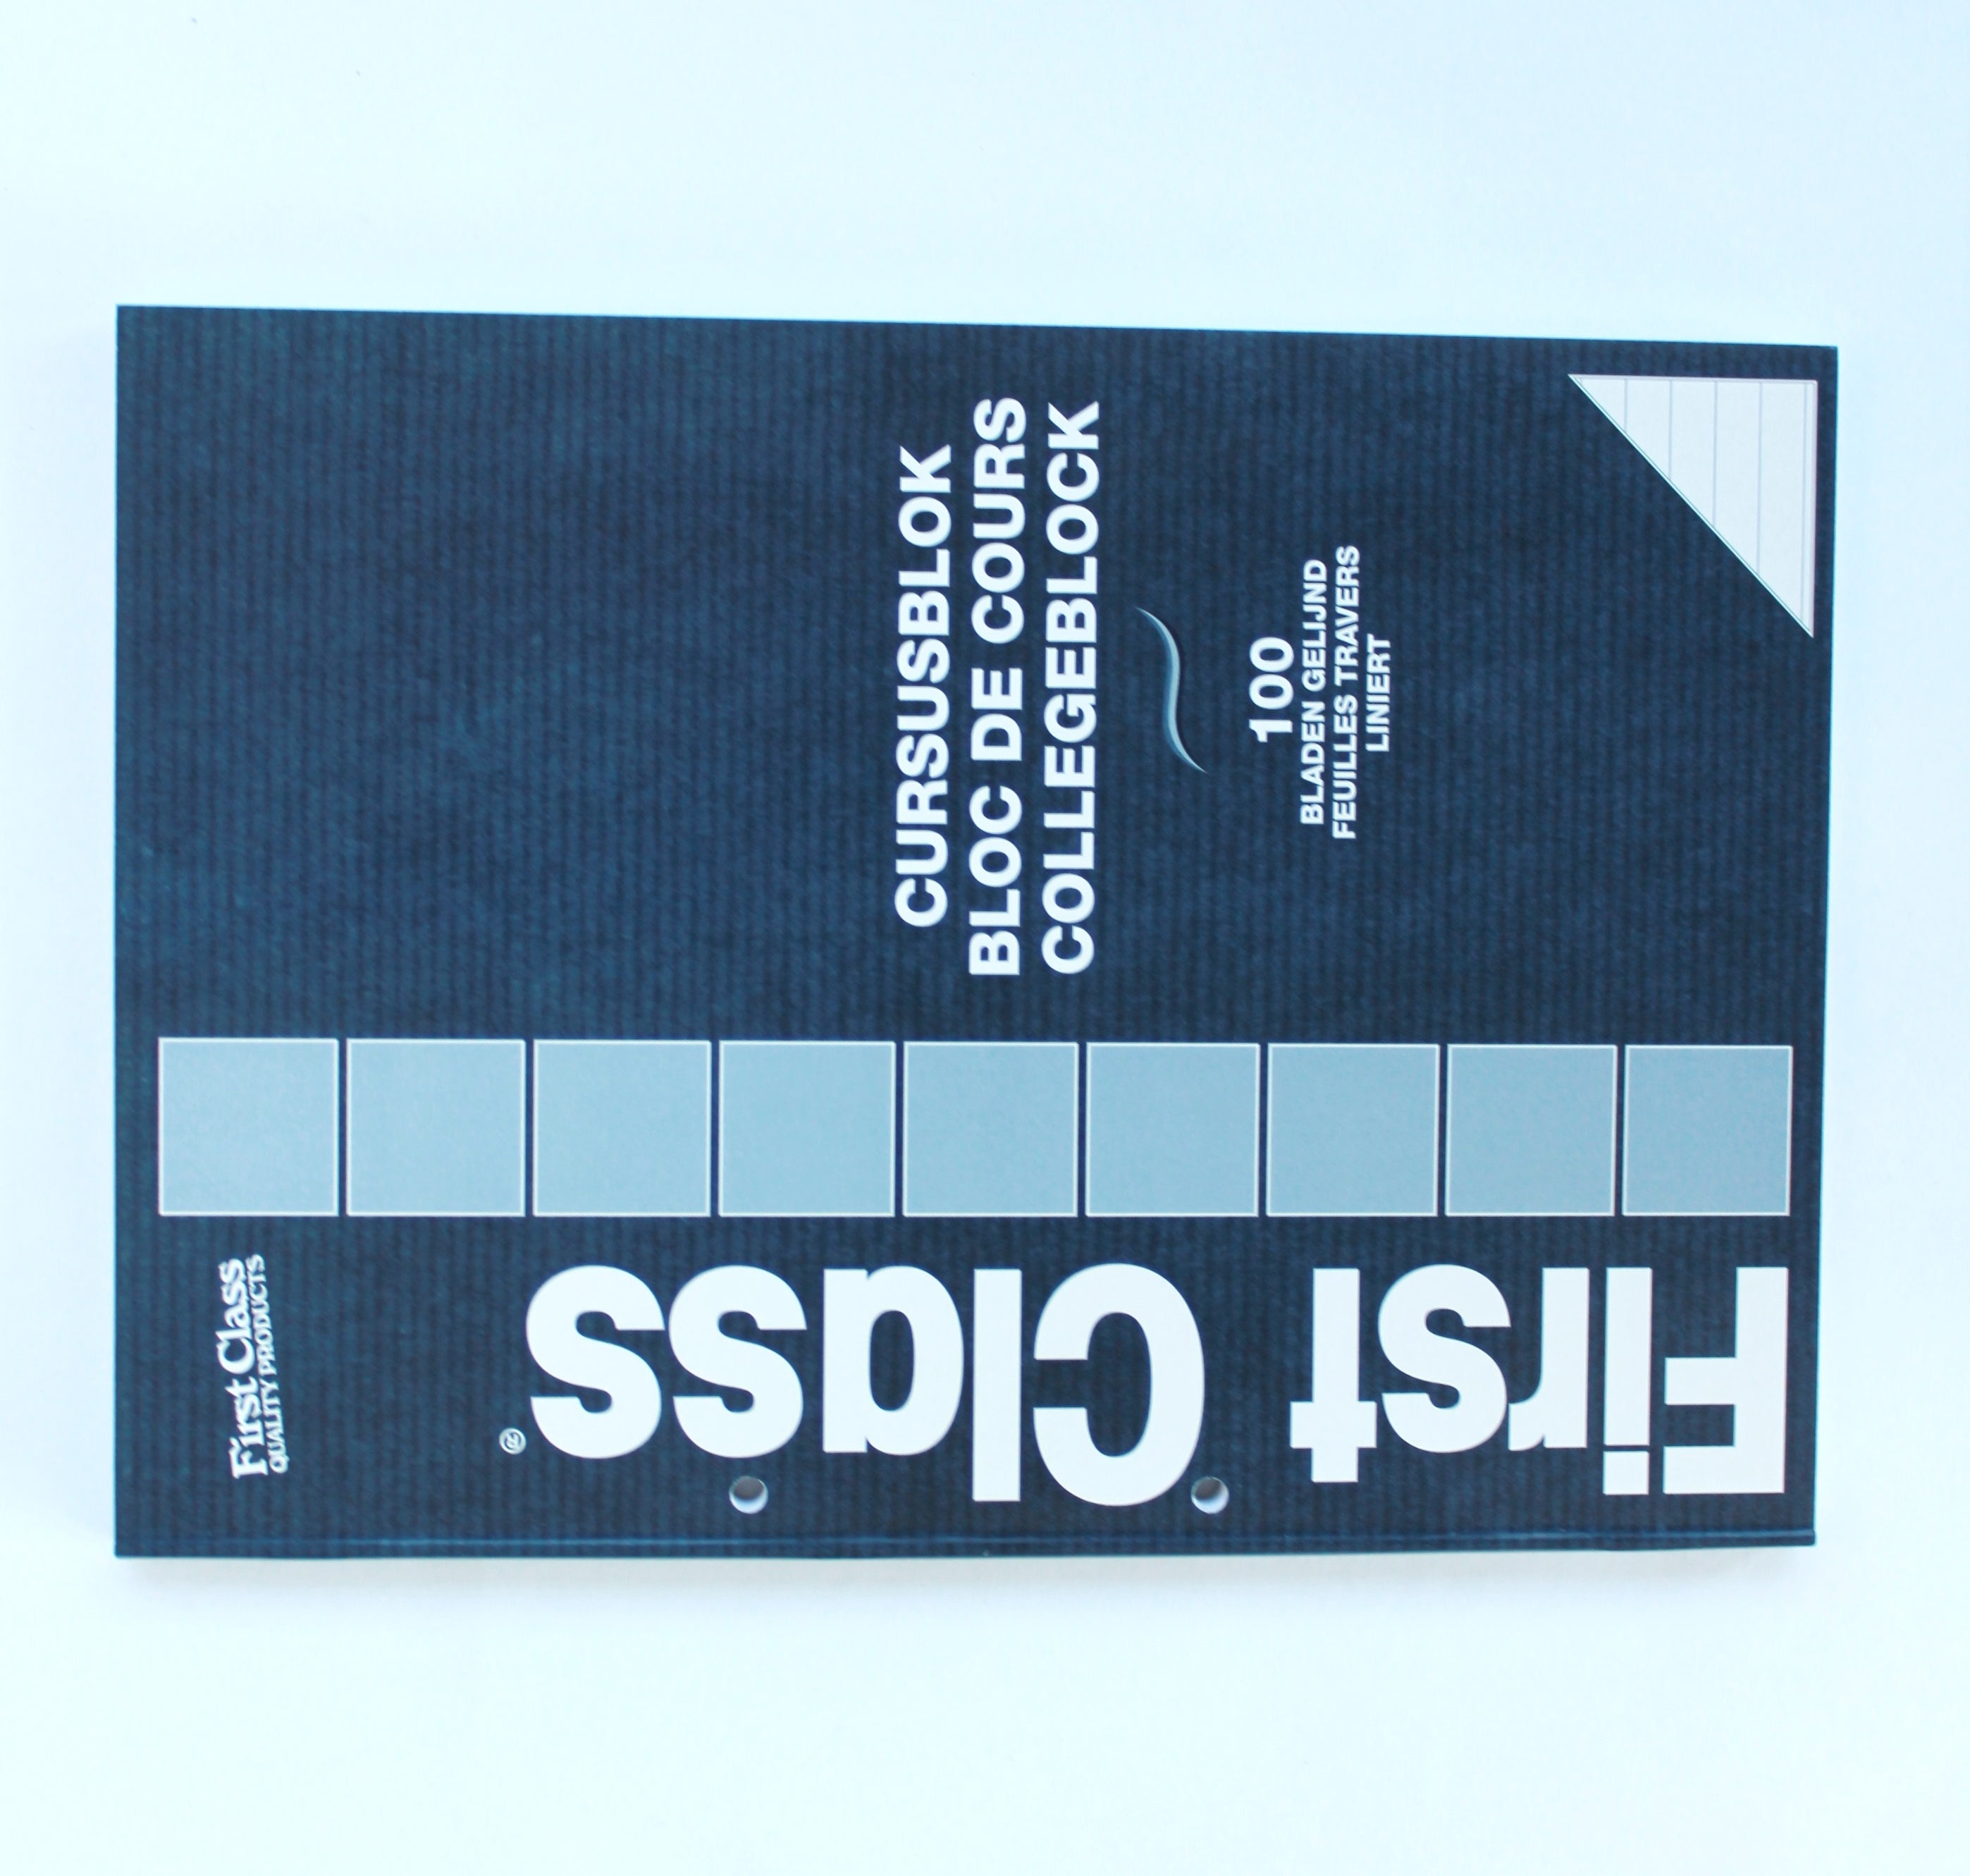 First Class®
First Class
QUALITY PRODUCTS
CURSUSBLOK
BLOC DE COURS
COLLEGEBLOCK
100
BLADEN GELIJND
FEUILLES TRAVERS
LINIERT